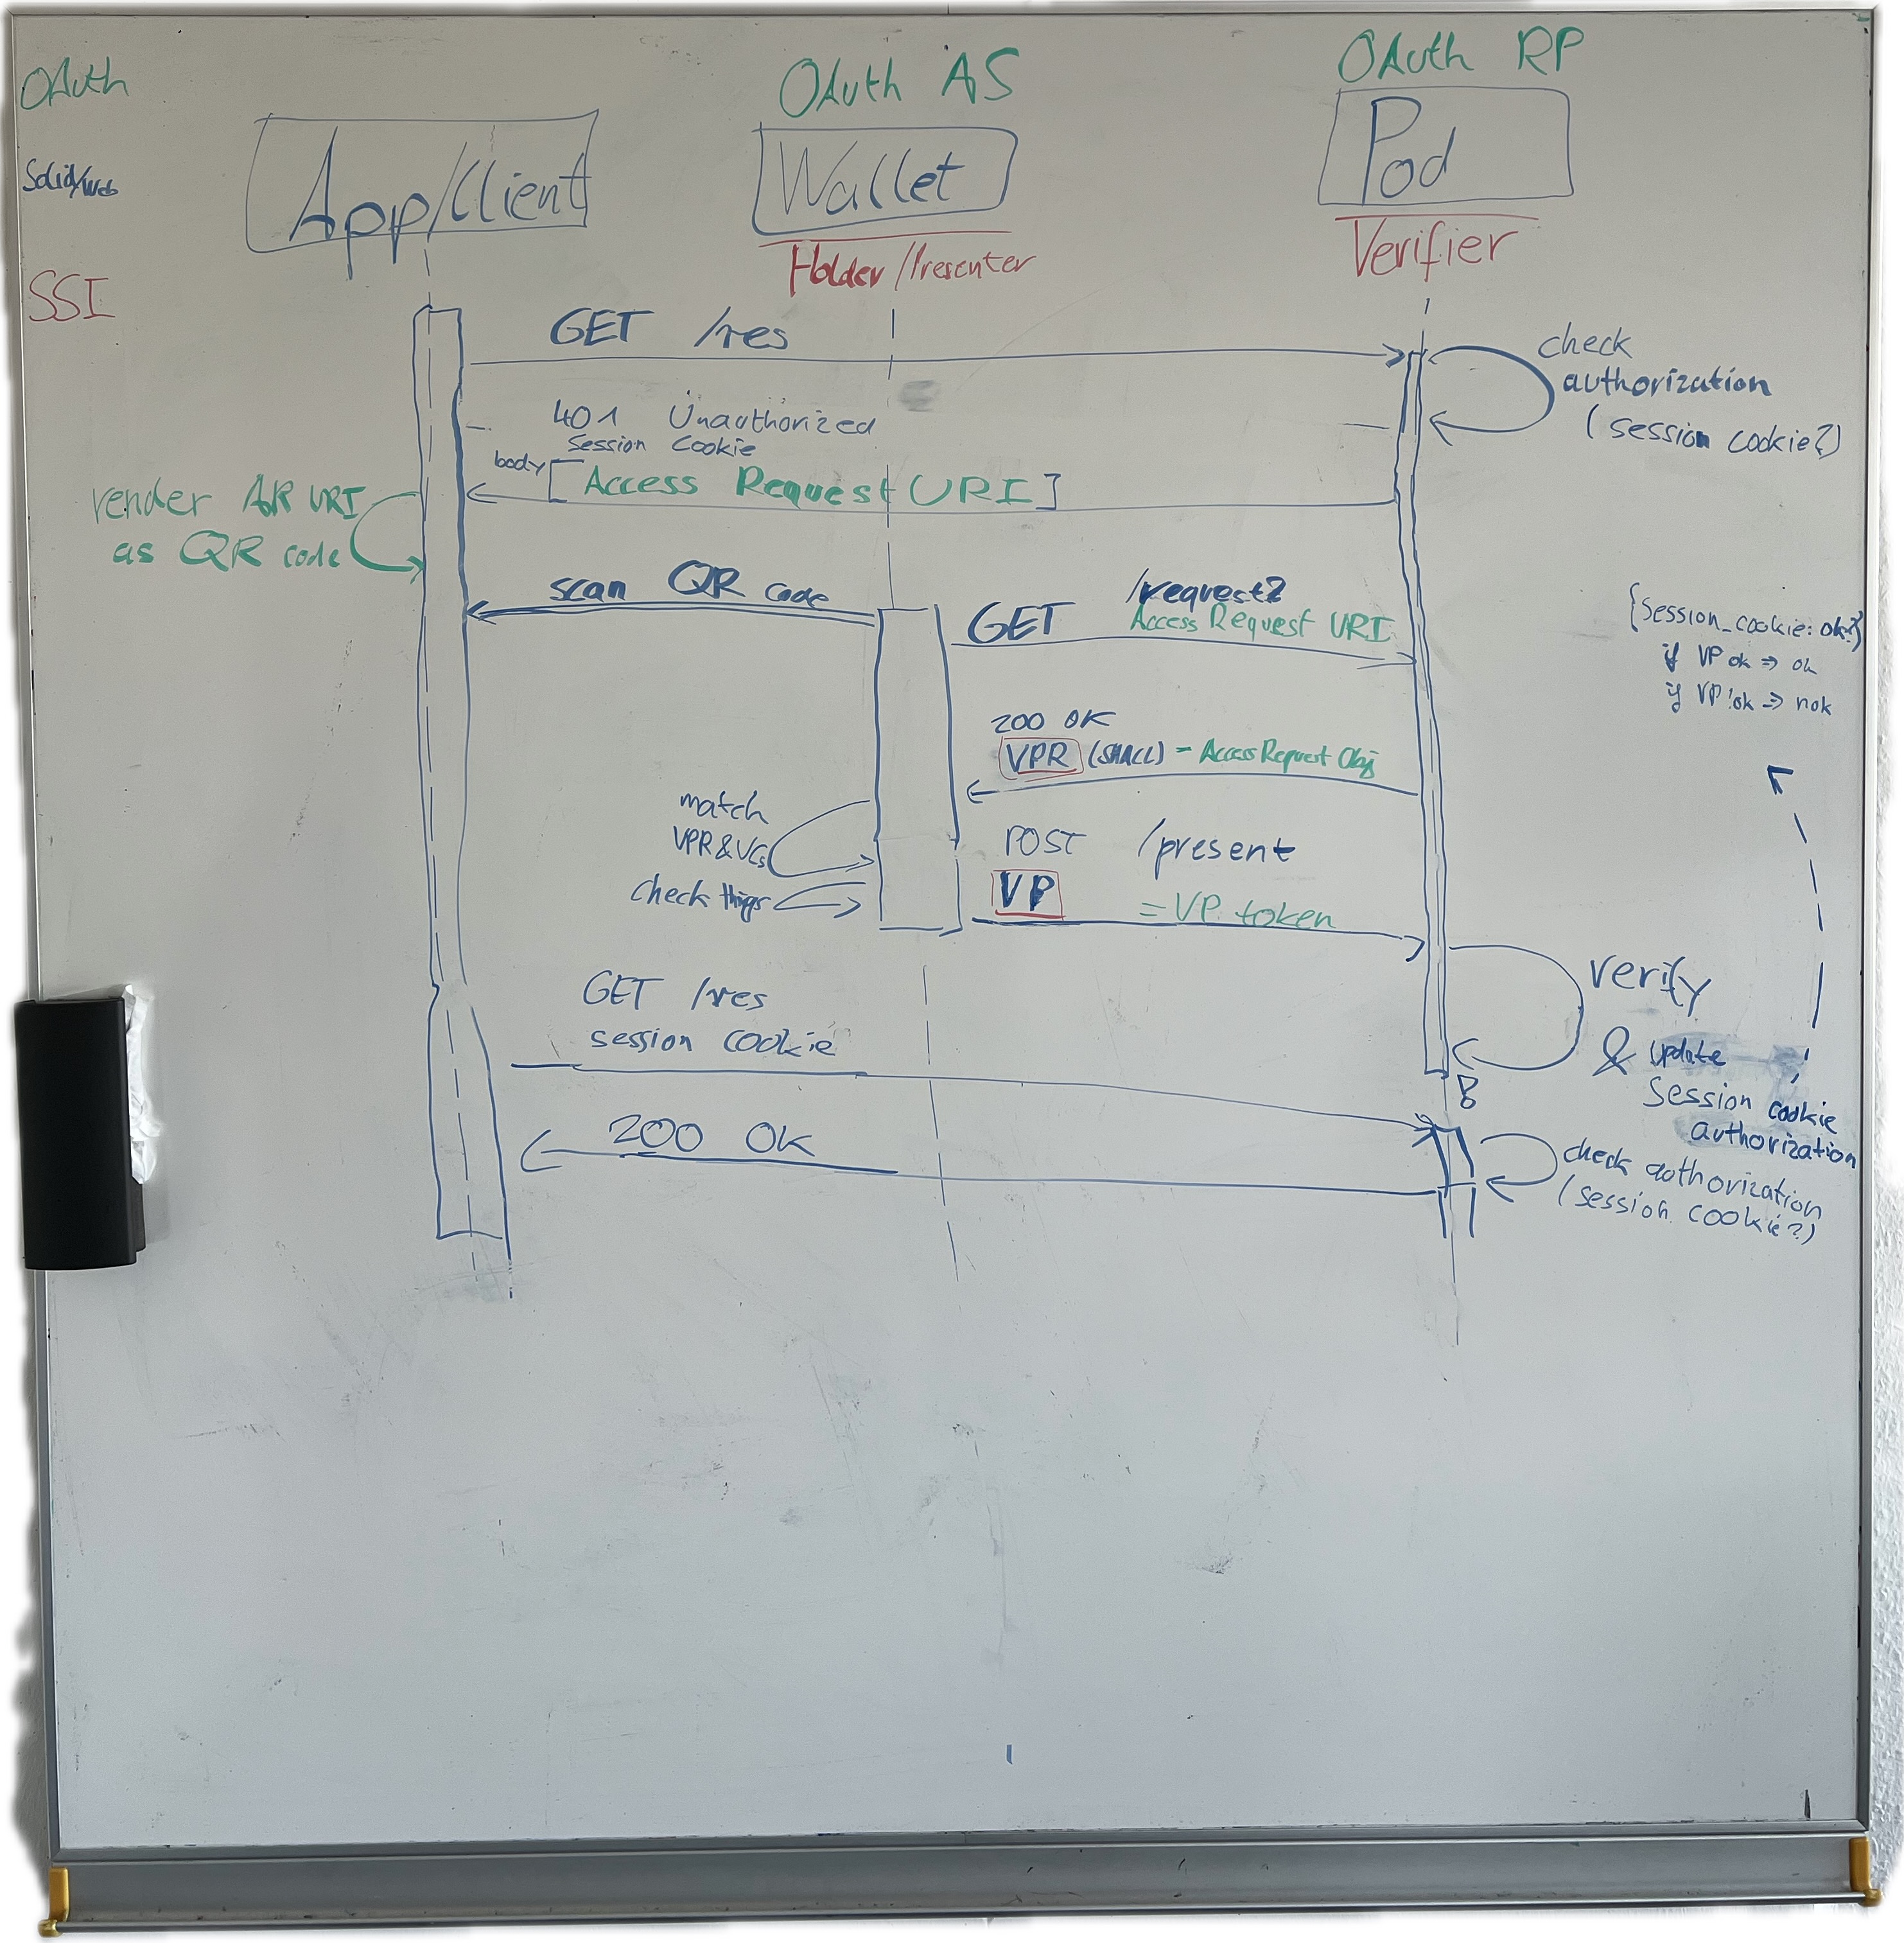 OAuth
OAuth AS
OAuth RP
Solid/Web
App/Client
Wallet
Pod
SSI
Holder/Presenter
Verifier
GET /res
check
authorization
(session cookie?)
401 Unauthorized
Session Cookie
body [Access Request URI]
render AR URI
as QR code
scan QR code
/request?
GET Access Request URI
{session_cookie: ok?}
if VP ok => ok
if VP !ok => nok
200 OK
VPR (SHACL) = Access Request Obj
match
VPR & VCs
check things
POST /present
VP = VP token
verify
& update
session cookie
authorization
GET /res
session cookie
200 OK
check authorization
(session cookie?)